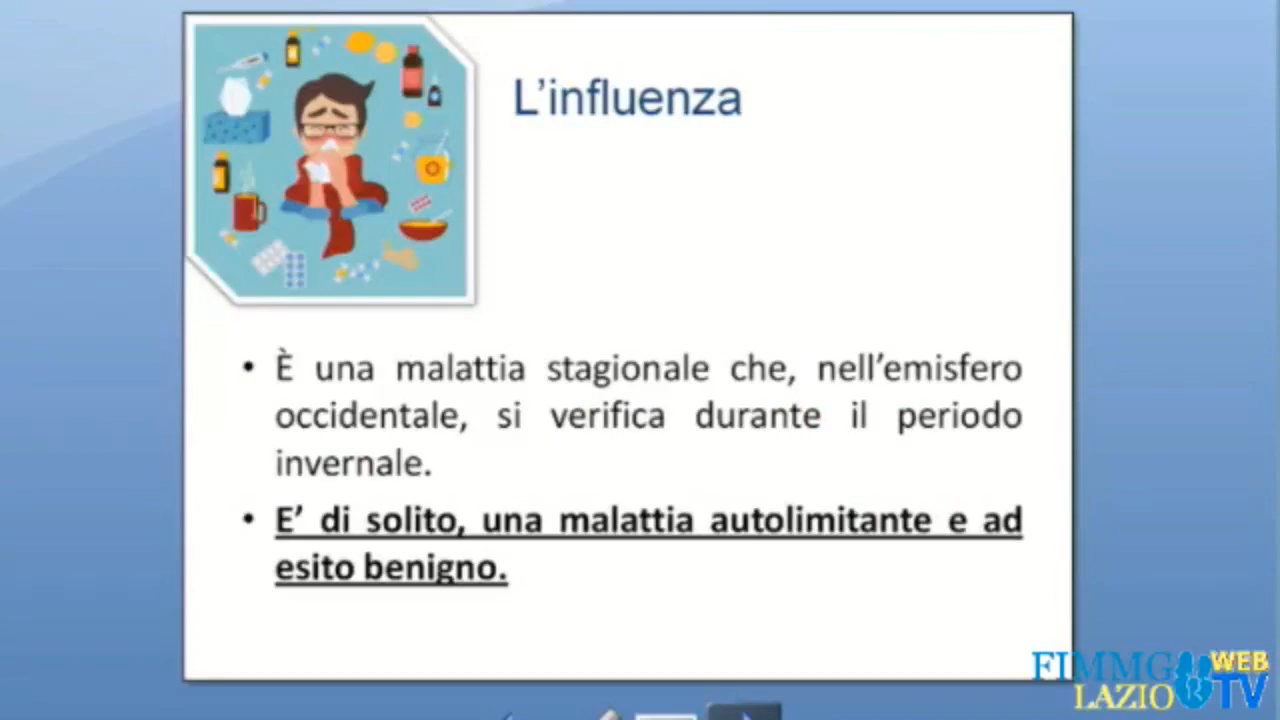 L’influenza
• È una malattia stagionale che, nell’emisfero
occidentale, si verifica durante il periodo
invernale.
• E’ di solito, una malattia autolimitante e ad
esito benigno.
FIMMG WEB
LAZIO TV